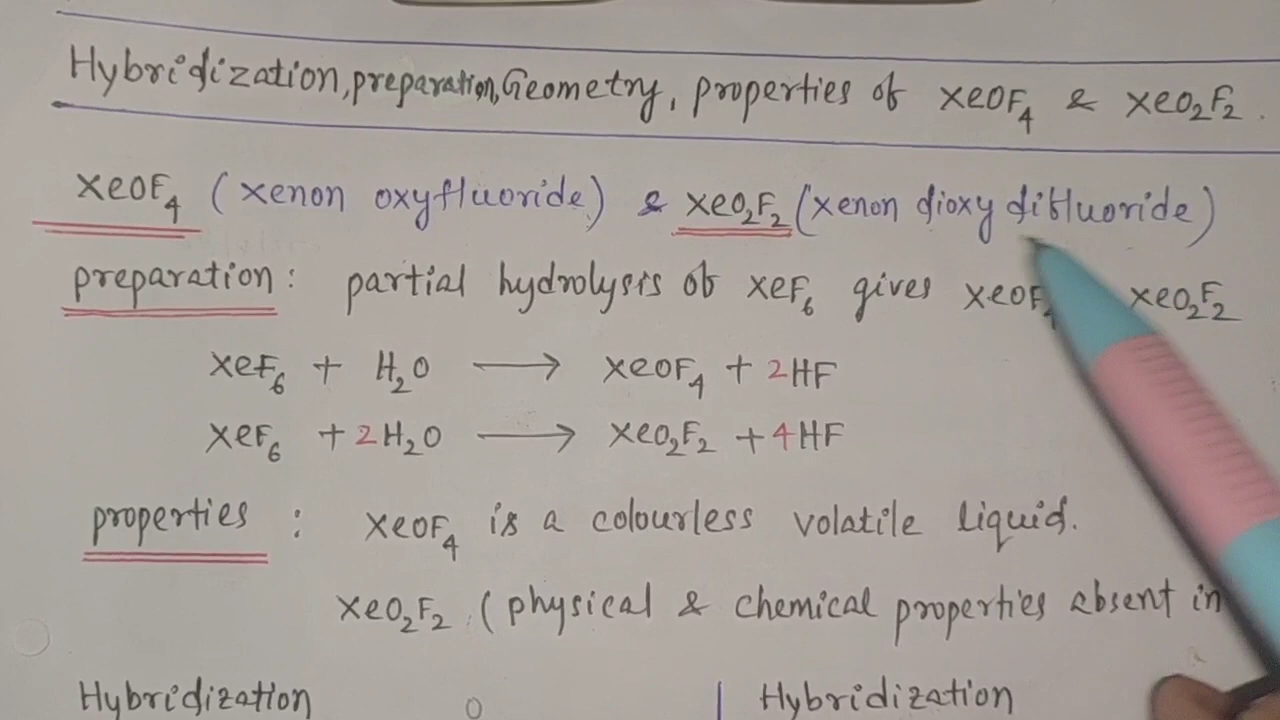 Hybridization, preparation, Geometry, properties of XeOF₄ & XeO₂F₂.
XeOF₄ (xenon oxyfluoride) & XeO₂F₂ (xenon dioxy difluoride)
preparation: partial hydrolysis of XeF₆ gives XeOF₄ XeO₂F₂
XeF₆ + H₂O ⟶ XeOF₄ + 2HF
XeF₆ + 2H₂O ⟶ XeO₂F₂ + 4HF
properties : XeOF₄ is a colourless volatile liquid.
XeO₂F₂ (physical & chemical properties absent in
Hybridization O | Hybridization